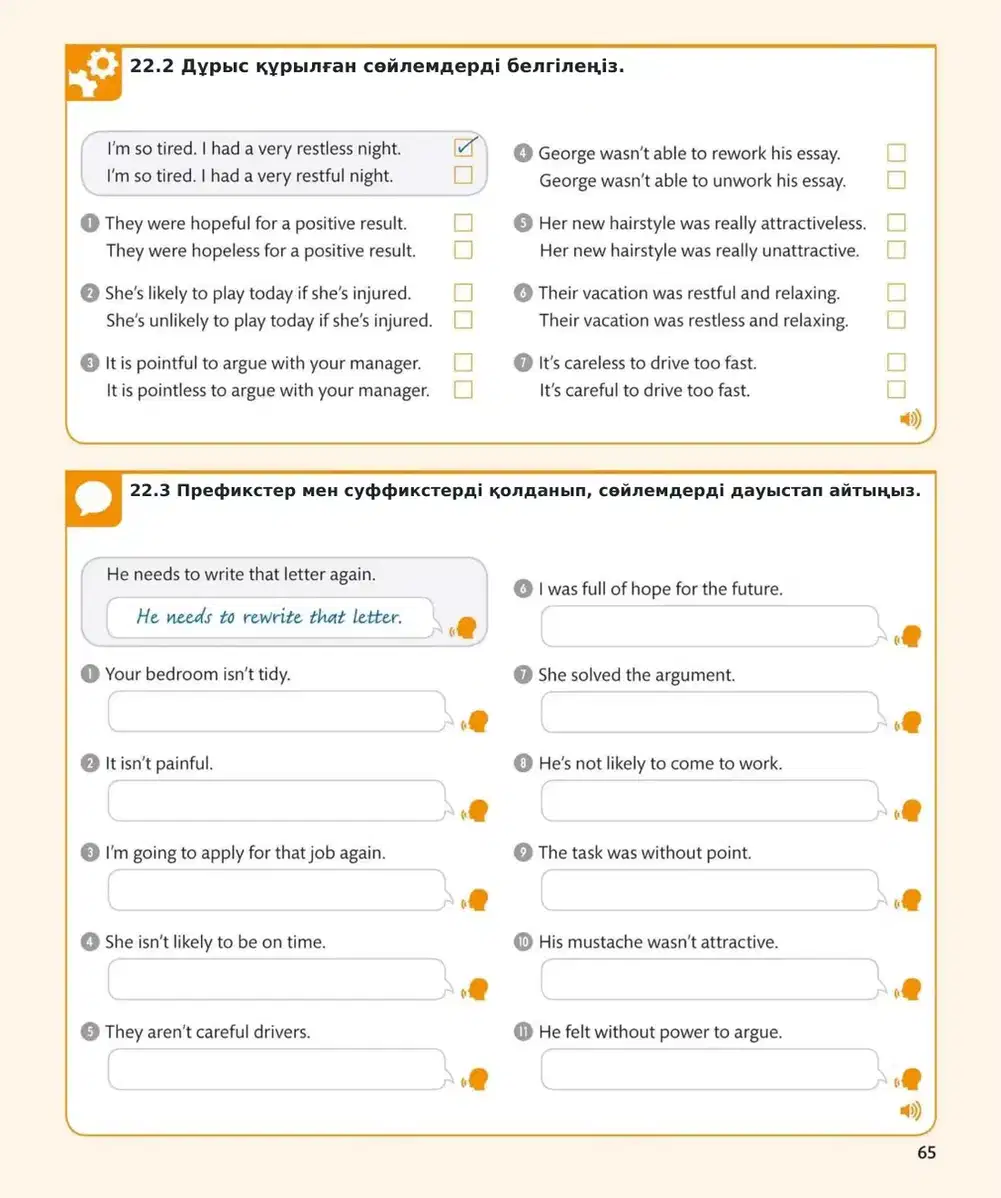 22.2 Дұрыс құрылған сөйлемдерді белгілеңіз.
I'm so tired. I had a very restless night.
I'm so tired. I had a very restful night.
1 They were hopeful for a positive result.
They were hopeless for a positive result.
2 She's likely to play today if she's injured.
She's unlikely to play today if she's injured.
3 It is pointful to argue with your manager.
It is pointless to argue with your manager.
4 George wasn't able to rework his essay.
George wasn't able to unwork his essay.
5 Her new hairstyle was really attractiveless.
Her new hairstyle was really unattractive.
6 Their vacation was restful and relaxing.
Their vacation was restless and relaxing.
7 It's careless to drive too fast.
It's careful to drive too fast.
22.3 Префикстер мен суффикстерді қолданып, сөйлемдерді дауыстап айтыңыз.
He needs to write that letter again.
He needs to rewrite that letter.
1 Your bedroom isn't tidy.
2 It isn't painful.
3 I'm going to apply for that job again.
4 She isn't likely to be on time.
5 They aren't careful drivers.
6 I was full of hope for the future.
7 She solved the argument.
8 He's not likely to come to work.
9 The task was without point.
10 His mustache wasn't attractive.
11 He felt without power to argue.
65